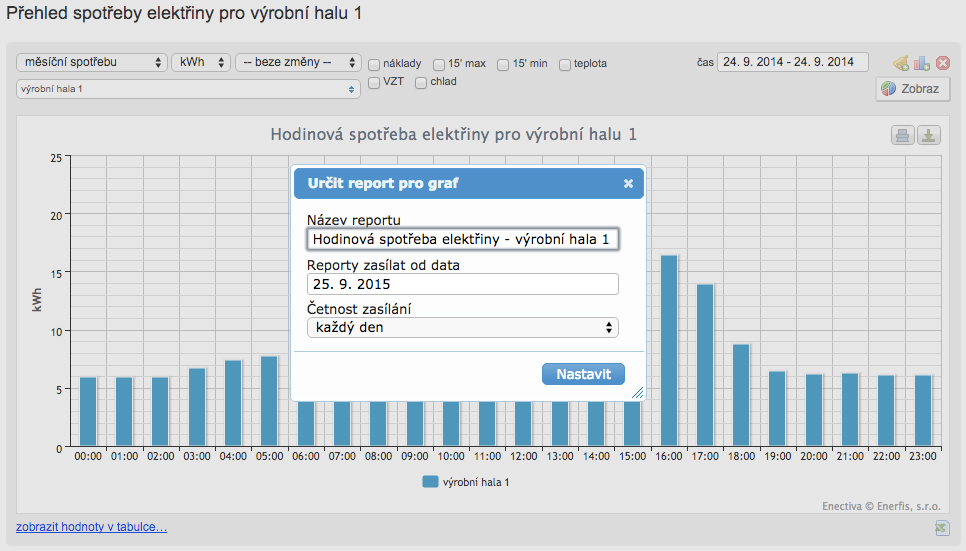 Přehled spotřeby elektřiny pro výrobní halu 1
měsíční spotřebu kWh -- beze změny -- náklady 15' max 15' min teplota čas 24. 9. 2014 - 24. 9. 2014
výrobní hala 1 VZT chlad Zobraz
Hodinová spotřeba elektřiny pro výrobní halu 1
Určit report pro graf
Název reportu
Hodinová spotřeba elektřiny - výrobní hala 1
Reporty zasílat od data
25. 9. 2015
Četnost zasílání
každý den
Nastavit
kWh
25
20
15
10
5
0
00:00 01:00 02:00 03:00 04:00 05:00 06:00 07:00 08:00 09:00 10:00 11:00 12:00 13:00 14:00 15:00 16:00 17:00 18:00 19:00 20:00 21:00 22:00 23:00
výrobní hala 1
Enectiva © Enerfis, s.r.o.
zobrazit hodnoty v tabulce...